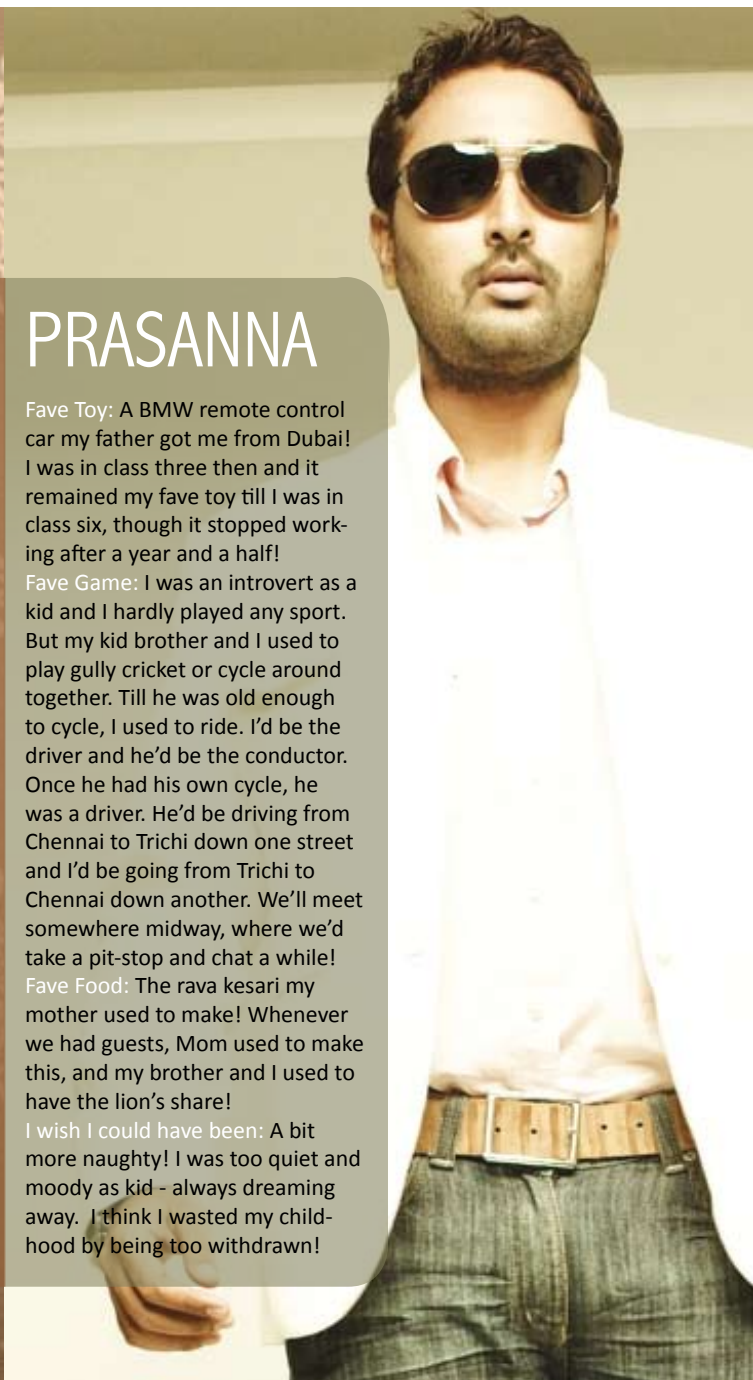 PRASANNA
Fave Toy: A BMW remote control
car my father got me from Dubai!
I was in class three then and it
remained my fave toy till I was in
class six, though it stopped work-
ing after a year and a half!
Fave Game: I was an introvert as a
kid and I hardly played any sport.
But my kid brother and I used to
play gully cricket or cycle around
together. Till he was old enough
to cycle, I used to ride. I’d be the
driver and he’d be the conductor.
Once he had his own cycle, he
was a driver. He’d be driving from
Chennai to Trichi down one street
and I’d be going from Trichi to
Chennai down another. We’ll meet
somewhere midway, where we’d
take a pit-stop and chat a while!
Fave Food: The rava kesari my
mother used to make! Whenever
we had guests, Mom used to make
this, and my brother and I used to
have the lion’s share!
I wish I could have been: A bit
more naughty! I was too quiet and
moody as kid - always dreaming
away.  I think I wasted my child-
hood by being too withdrawn!